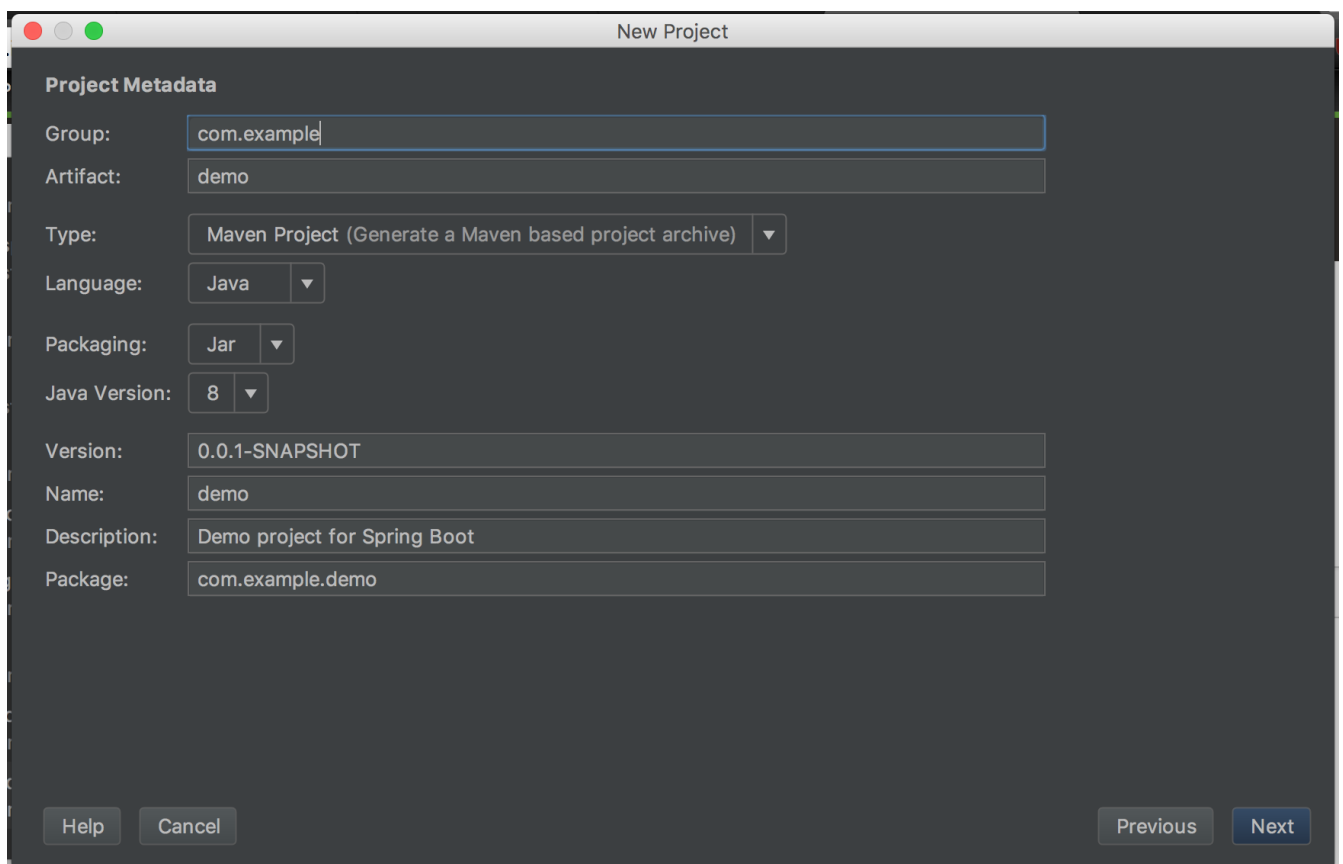 New Project
Project Metadata
Group: com.example
Artifact: demo
Type: Maven Project (Generate a Maven based project archive)
Language: Java
Packaging: Jar
Java Version: 8
Version: 0.0.1-SNAPSHOT
Name: demo
Description: Demo project for Spring Boot
Package: com.example.demo
Help Cancel Previous Next